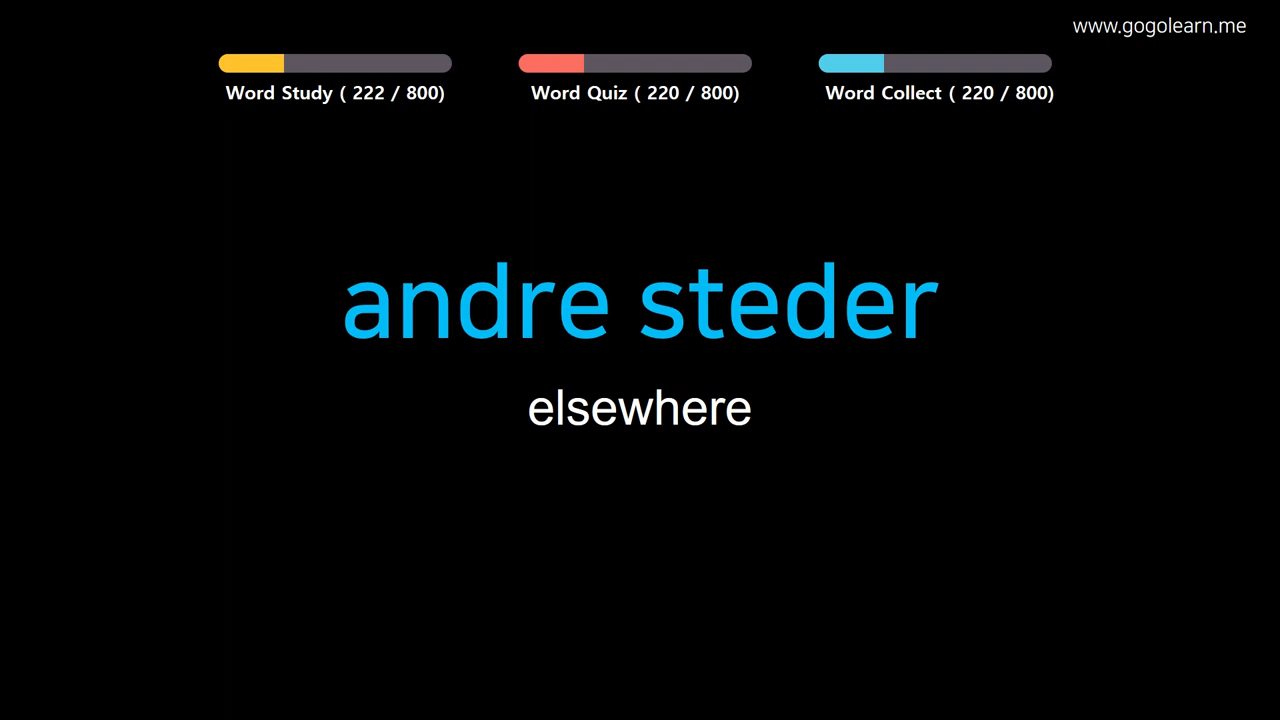 www.gogolearn.me
Word Study ( 222 / 800)
Word Quiz ( 220 / 800)
Word Collect ( 220 / 800)
andre steder
elsewhere